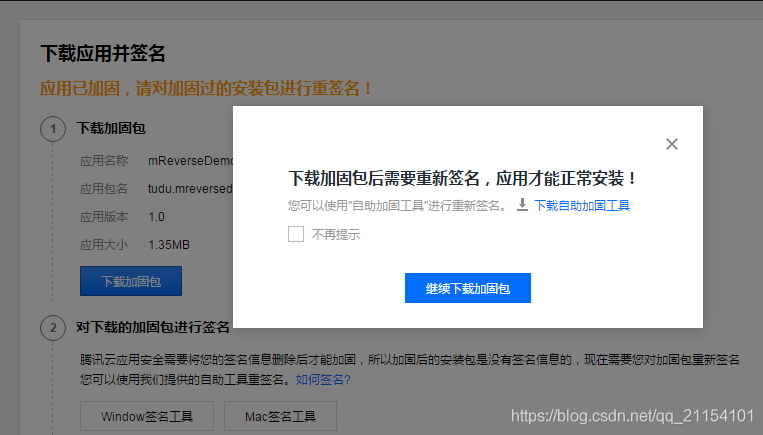 下载应用并签名
应用已加固，请对加固过的安装包进行重签名！
1 下载加固包
应用名称 mReverseDemo
应用包名 tudu.mreversed
应用版本 1.0
应用大小 1.35MB
下载加固包
下载加固包后需要重新签名，应用才能正常安装！
您可以使用"自助加固工具"进行重新签名。 下载自助加固工具
不再提示
继续下载加固包
2 对下载的加固包进行签名
腾讯云应用安全需要将您的签名信息删除后才能加固，所以加固后的安装包是没有签名信息的，现在需要您对加固包重新签名
您可以使用我们提供的自助工具重签名。如何签名?
Window签名工具 Mac签名工具
https://blog.csdn.net/qq_21154101